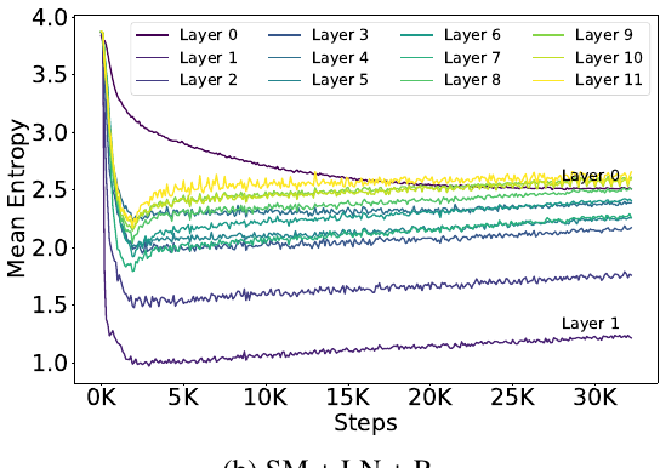 4.0
3.5
3.0
2.5
2.0
1.5
1.0
Mean Entropy
Layer 0 Layer 3 Layer 6 Layer 9
Layer 1 Layer 4 Layer 7 Layer 10
Layer 2 Layer 5 Layer 8 Layer 11
Layer 0
Layer 1
0K 5K 10K 15K 20K 25K 30K
Steps
(b) SM + LN + R